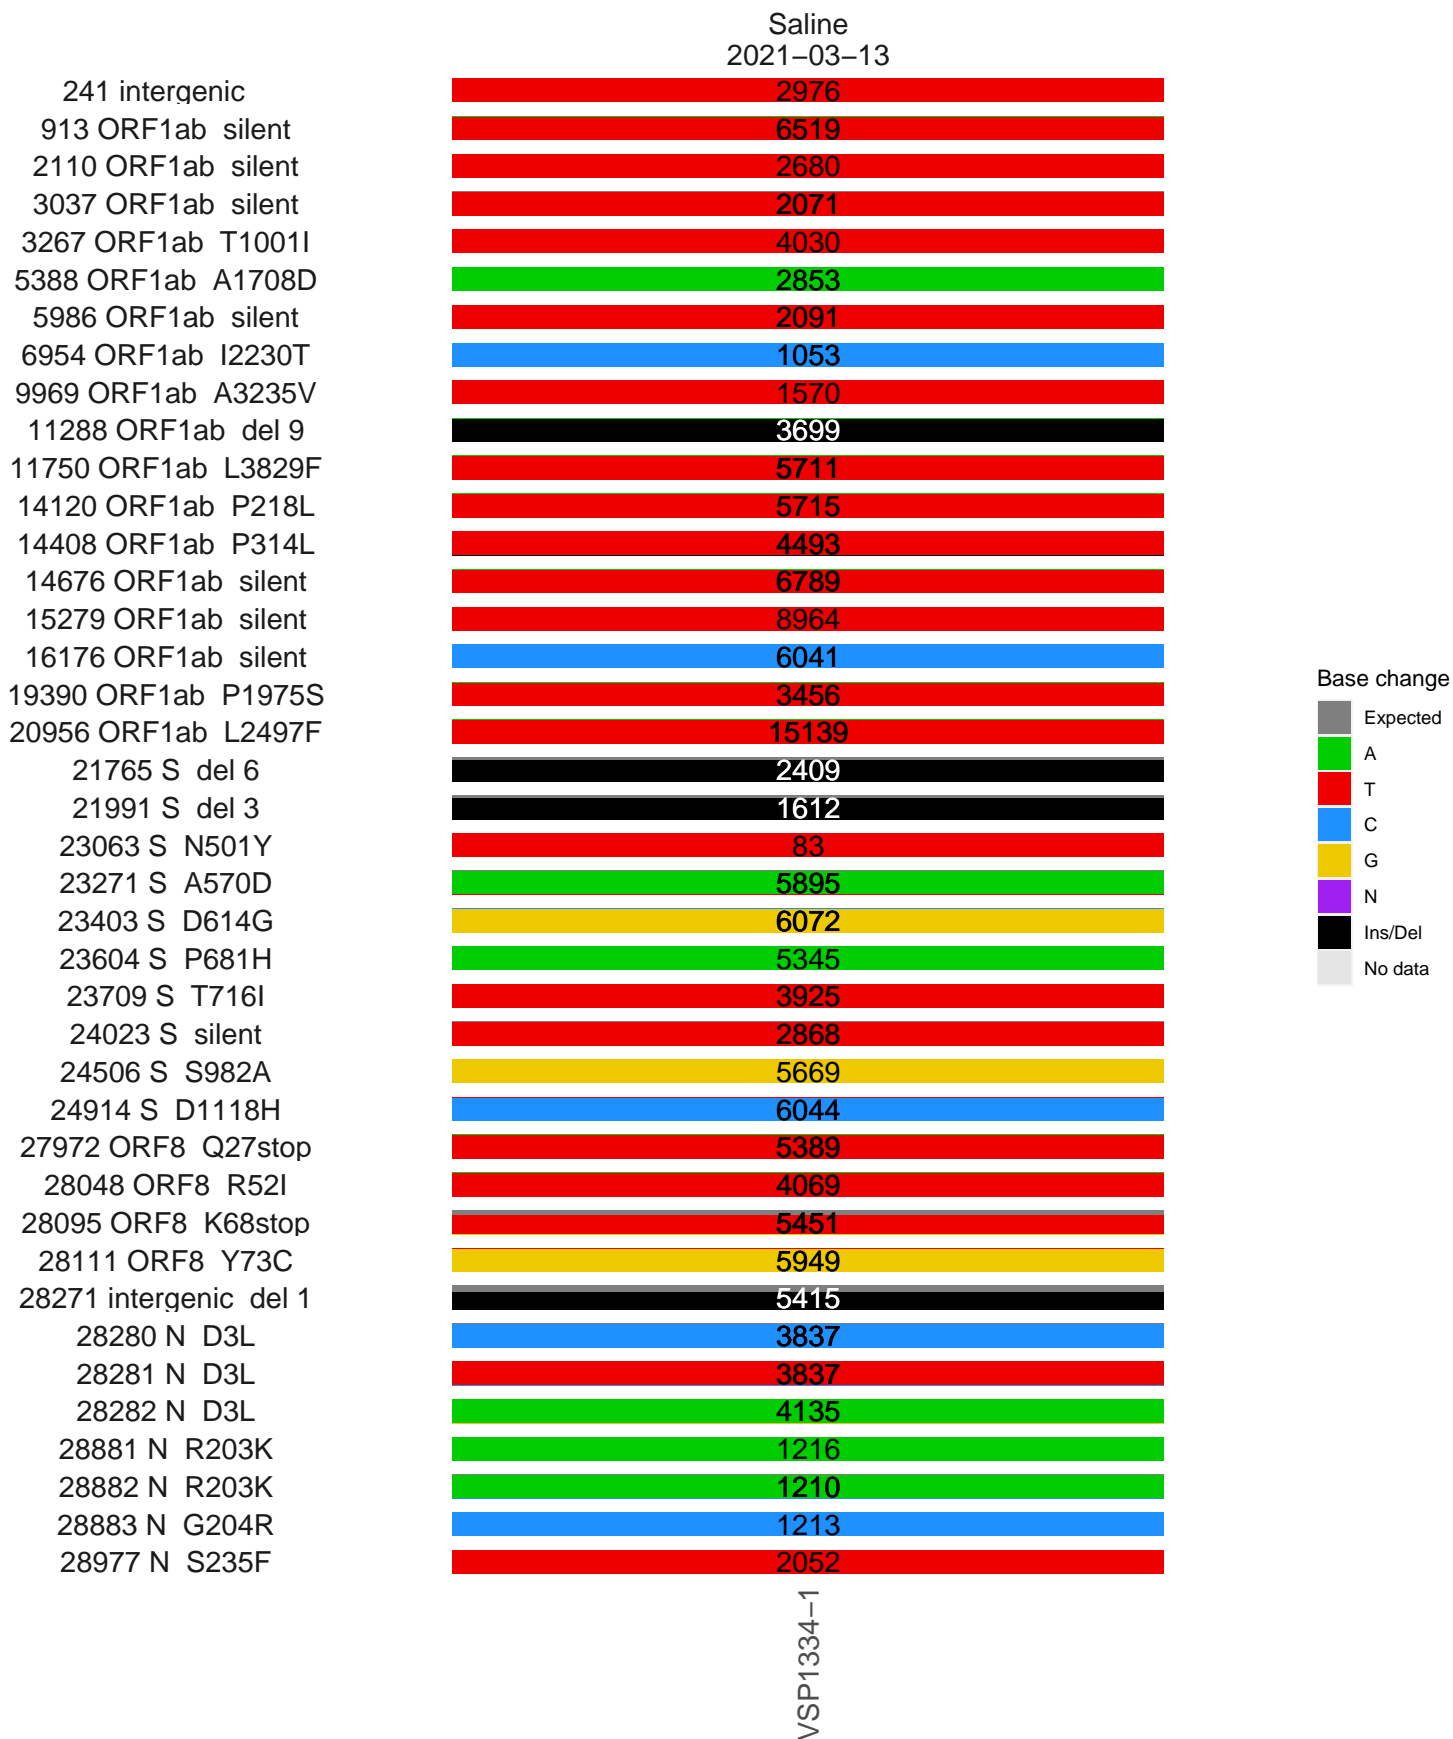 Saline
2021−03−13
241 intergenic 2976
913 ORF1ab silent 6519
2110 ORF1ab silent 2680
3037 ORF1ab silent 2071
3267 ORF1ab T1001I 4030
5388 ORF1ab A1708D 2853
5986 ORF1ab silent 2091
6954 ORF1ab I2230T 1053
9969 ORF1ab A3235V 1570
11288 ORF1ab del 9 3699
11750 ORF1ab L3829F 5711
14120 ORF1ab P218L 5715
14408 ORF1ab P314L 4493
14676 ORF1ab silent 6789
15279 ORF1ab silent 8964
16176 ORF1ab silent 6041
19390 ORF1ab P1975S 3456
20956 ORF1ab L2497F 15139
21765 S del 6 2409
21991 S del 3 1612
23063 S N501Y 83
23271 S A570D 5895
23403 S D614G 6072
23604 S P681H 5345
23709 S T716I 3925
24023 S silent 2868
24506 S S982A 5669
24914 S D1118H 6044
27972 ORF8 Q27stop 5389
28048 ORF8 R52I 4069
28095 ORF8 K68stop 5451
28111 ORF8 Y73C 5949
28271 intergenic del 1 5415
28280 N D3L 3837
28281 N D3L 3837
28282 N D3L 4135
28881 N R203K 1216
28882 N R203K 1210
28883 N G204R 1213
28977 N S235F 2052
VSP1334−1
Base change
Expected
A
T
C
G
N
Ins/Del
No data